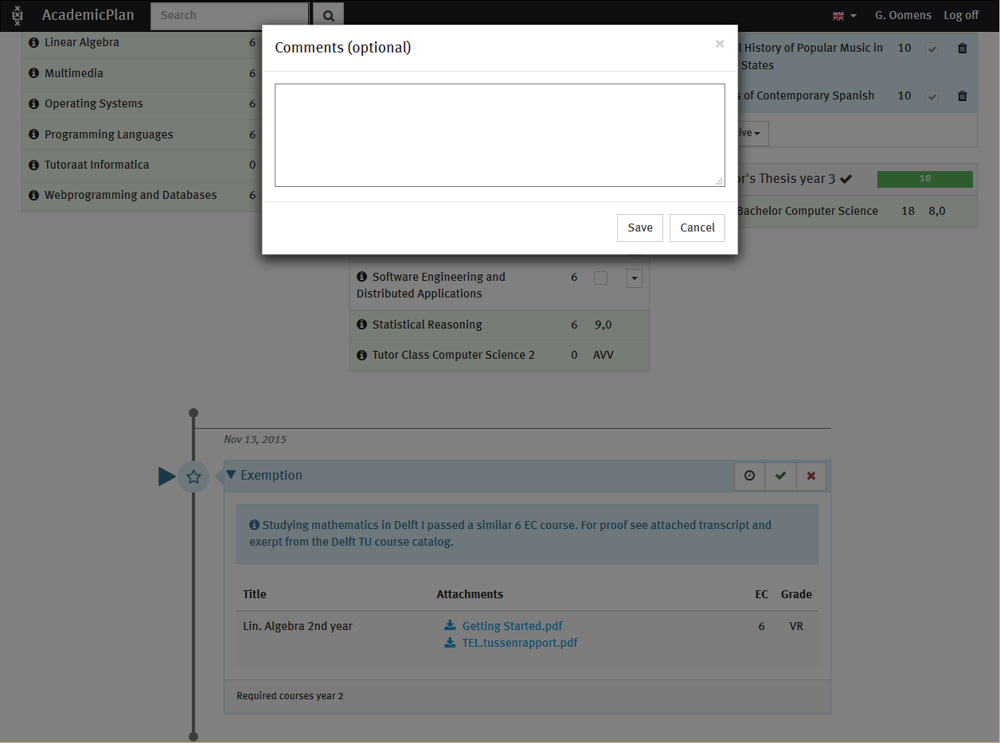 AcademicPlan
Search
G. Oomens
Log off
Linear Algebra 6
Multimedia 6
Operating Systems 6
Programming Languages 6
Tutoraat Informatica 0
Webprogramming and Databases 6
Comments (optional)
×
Save
Cancel
History of Popular Music in 10
States
of Contemporary Spanish 10
Thesis year 3
18
Bachelor Computer Science 18 8,0
Software Engineering and 6
Distributed Applications
Statistical Reasoning 6 9,0
Tutor Class Computer Science 2 0 AVV
Nov 13, 2015
Exemption
Studying mathematics in Delft I passed a similar 6 EC course. For proof see attached transcript and
exerpt from the Delft TU course catalog.
Title Attachments EC Grade
Lin. Algebra 2nd year Getting Started.pdf 6 VR
TEL.tussenrapport.pdf
Required courses year 2